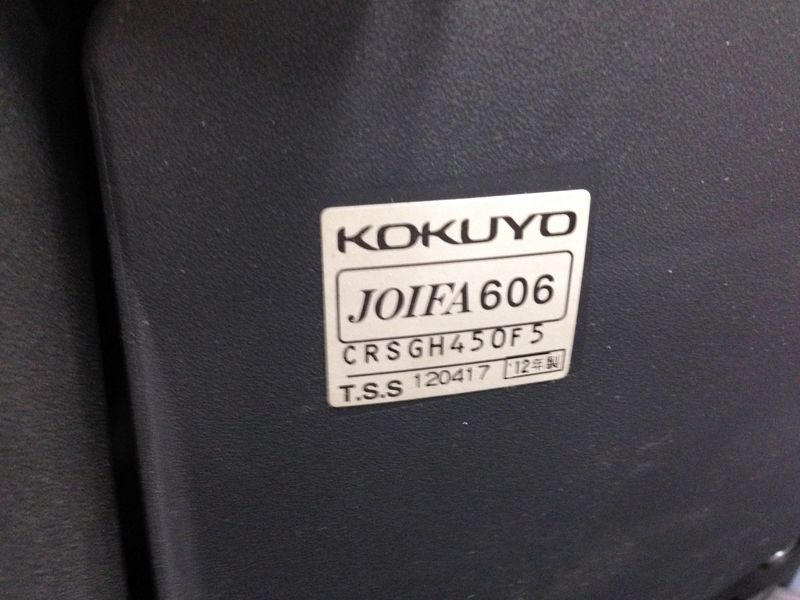 KOKUYO
JOIFA606
CRSGH450F5
T.S.S 120417 '12年製